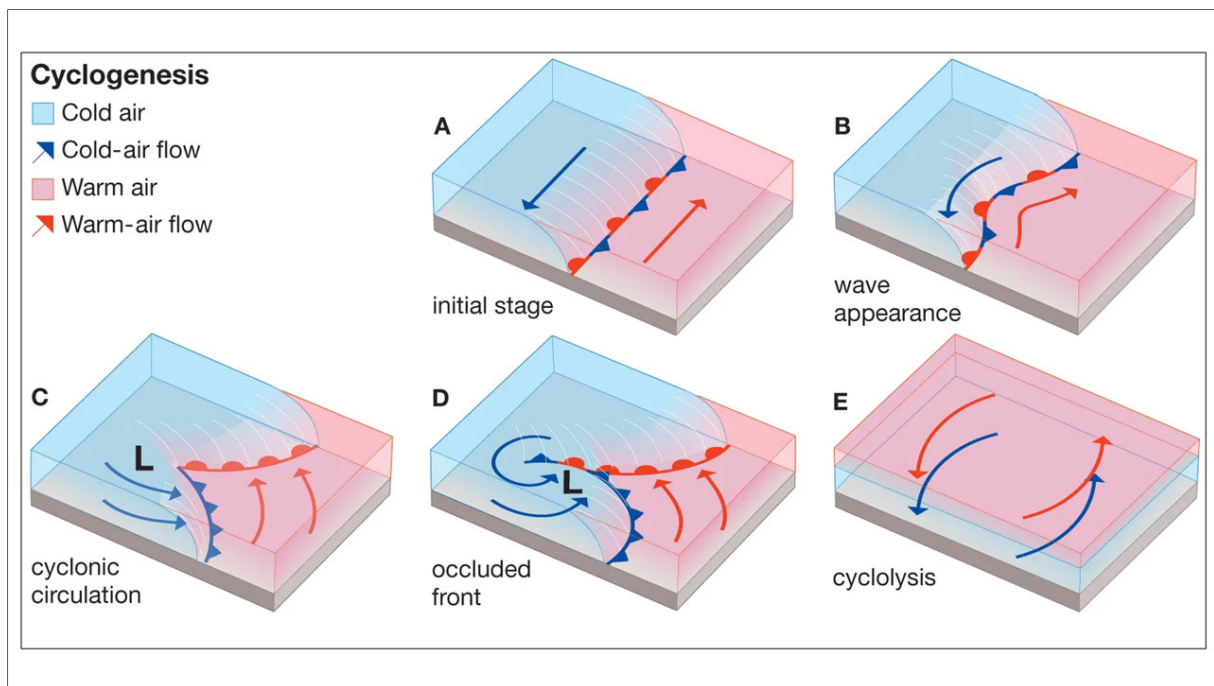 Cyclogenesis
Cold air
Cold-air flow
Warm air
Warm-air flow
A
initial stage
B
wave
appearance
C
L
cyclonic
circulation
D
L
occluded
front
E
cyclolysis